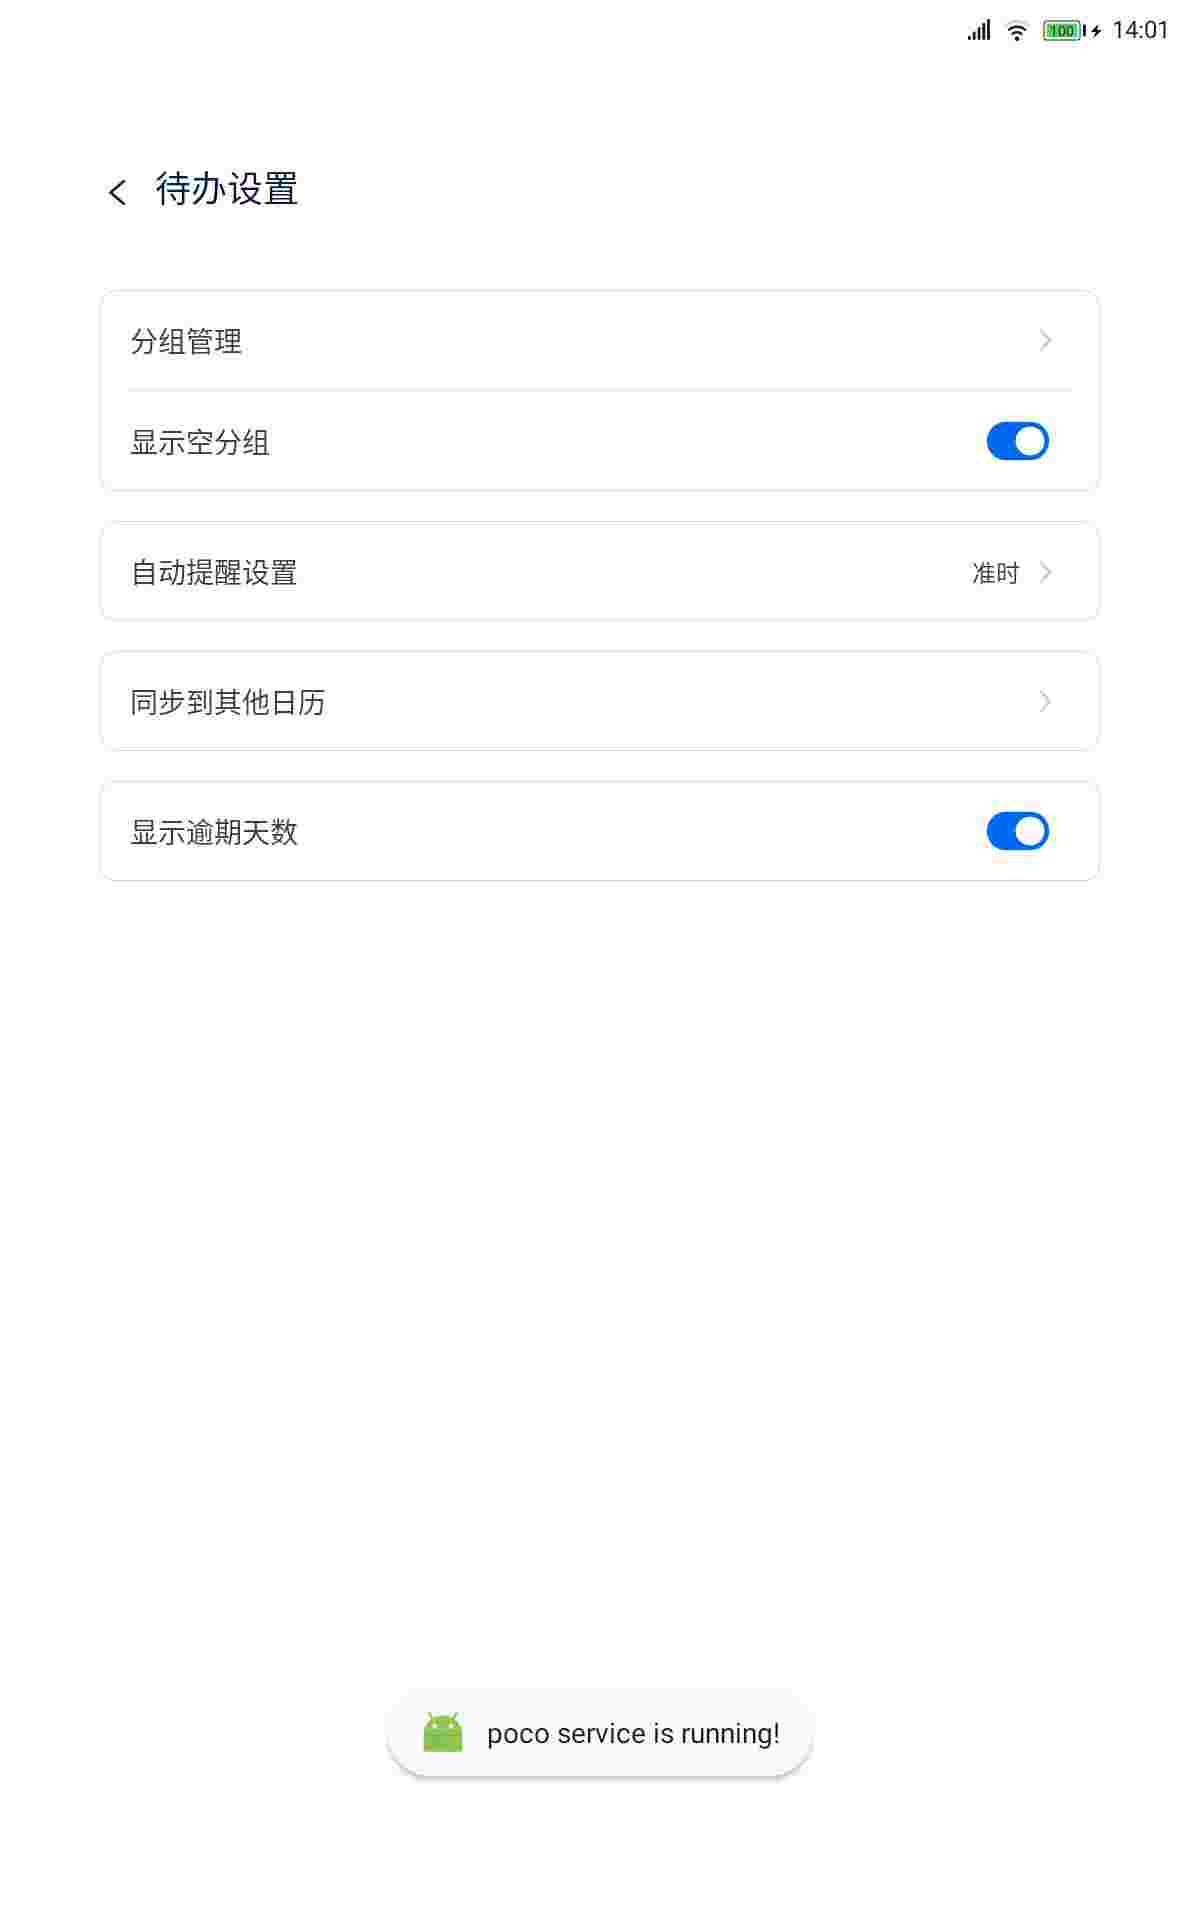 100 14:01
待办设置
分组管理
显示空分组
自动提醒设置 准时
同步到其他日历
显示逾期天数
poco service is running!